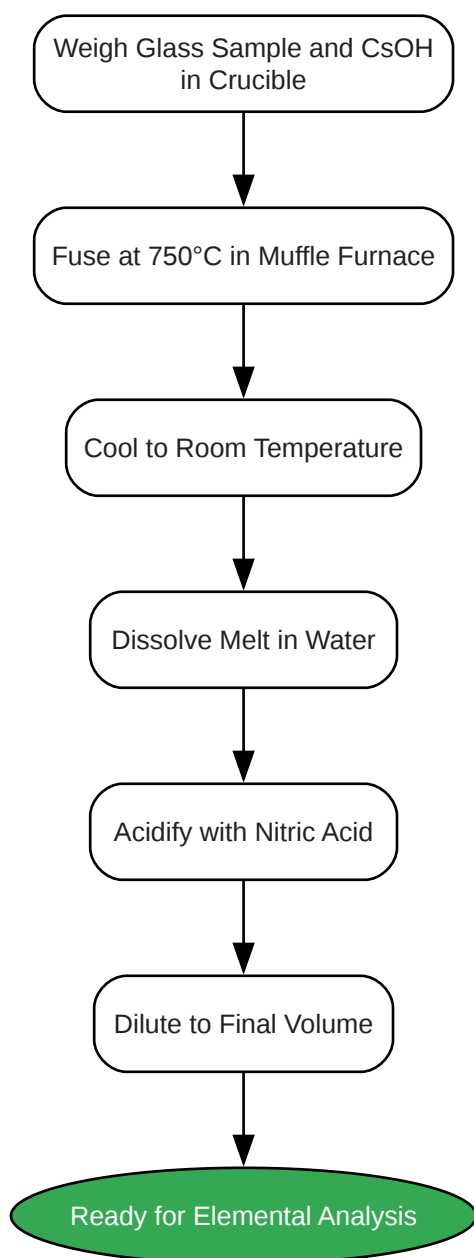 Weigh Glass Sample and CsOH
in Crucible
Fuse at 750°C in Muffle Furnace
Cool to Room Temperature
Dissolve Melt in Water
Acidify with Nitric Acid
Dilute to Final Volume
Ready for Elemental Analysis